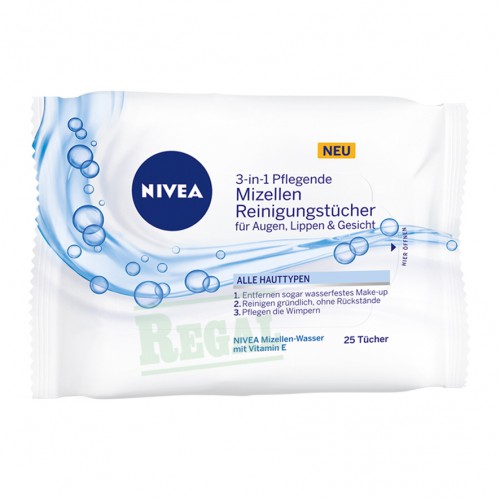 NEU
NIVEA
3-in-1 Pflegende
Mizellen
Reinigungstücher
für Augen, Lippen & Gesicht
HIER ÖFFNEN
ALLE HAUTTYPEN
1. Entfernen sogar wasserfestes Make-up
2. Reinigen gründlich, ohne Rückstände
3. Pflegen die Wimpern
REGAL
NIVEA Mizellen-Wasser
mit Vitamin E
25 Tücher